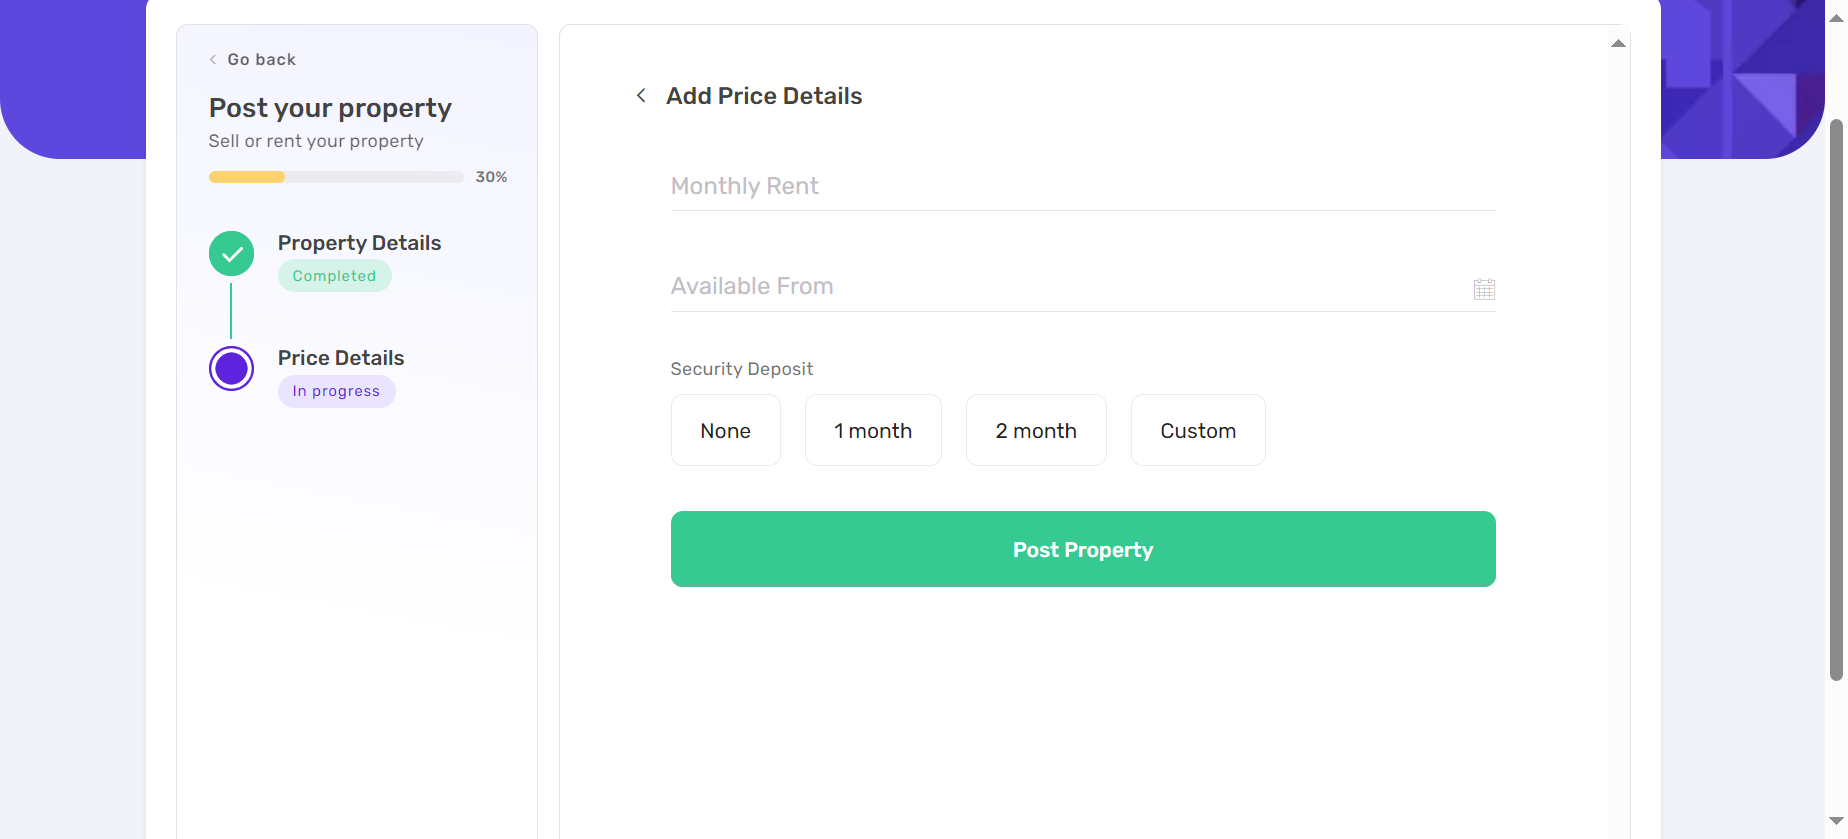 Go back
Post your property
Sell or rent your property
30%
Property Details
Completed
Price Details
In progress
Add Price Details
Monthly Rent
Available From
Security Deposit
None
1 month
2 month
Custom
Post Property